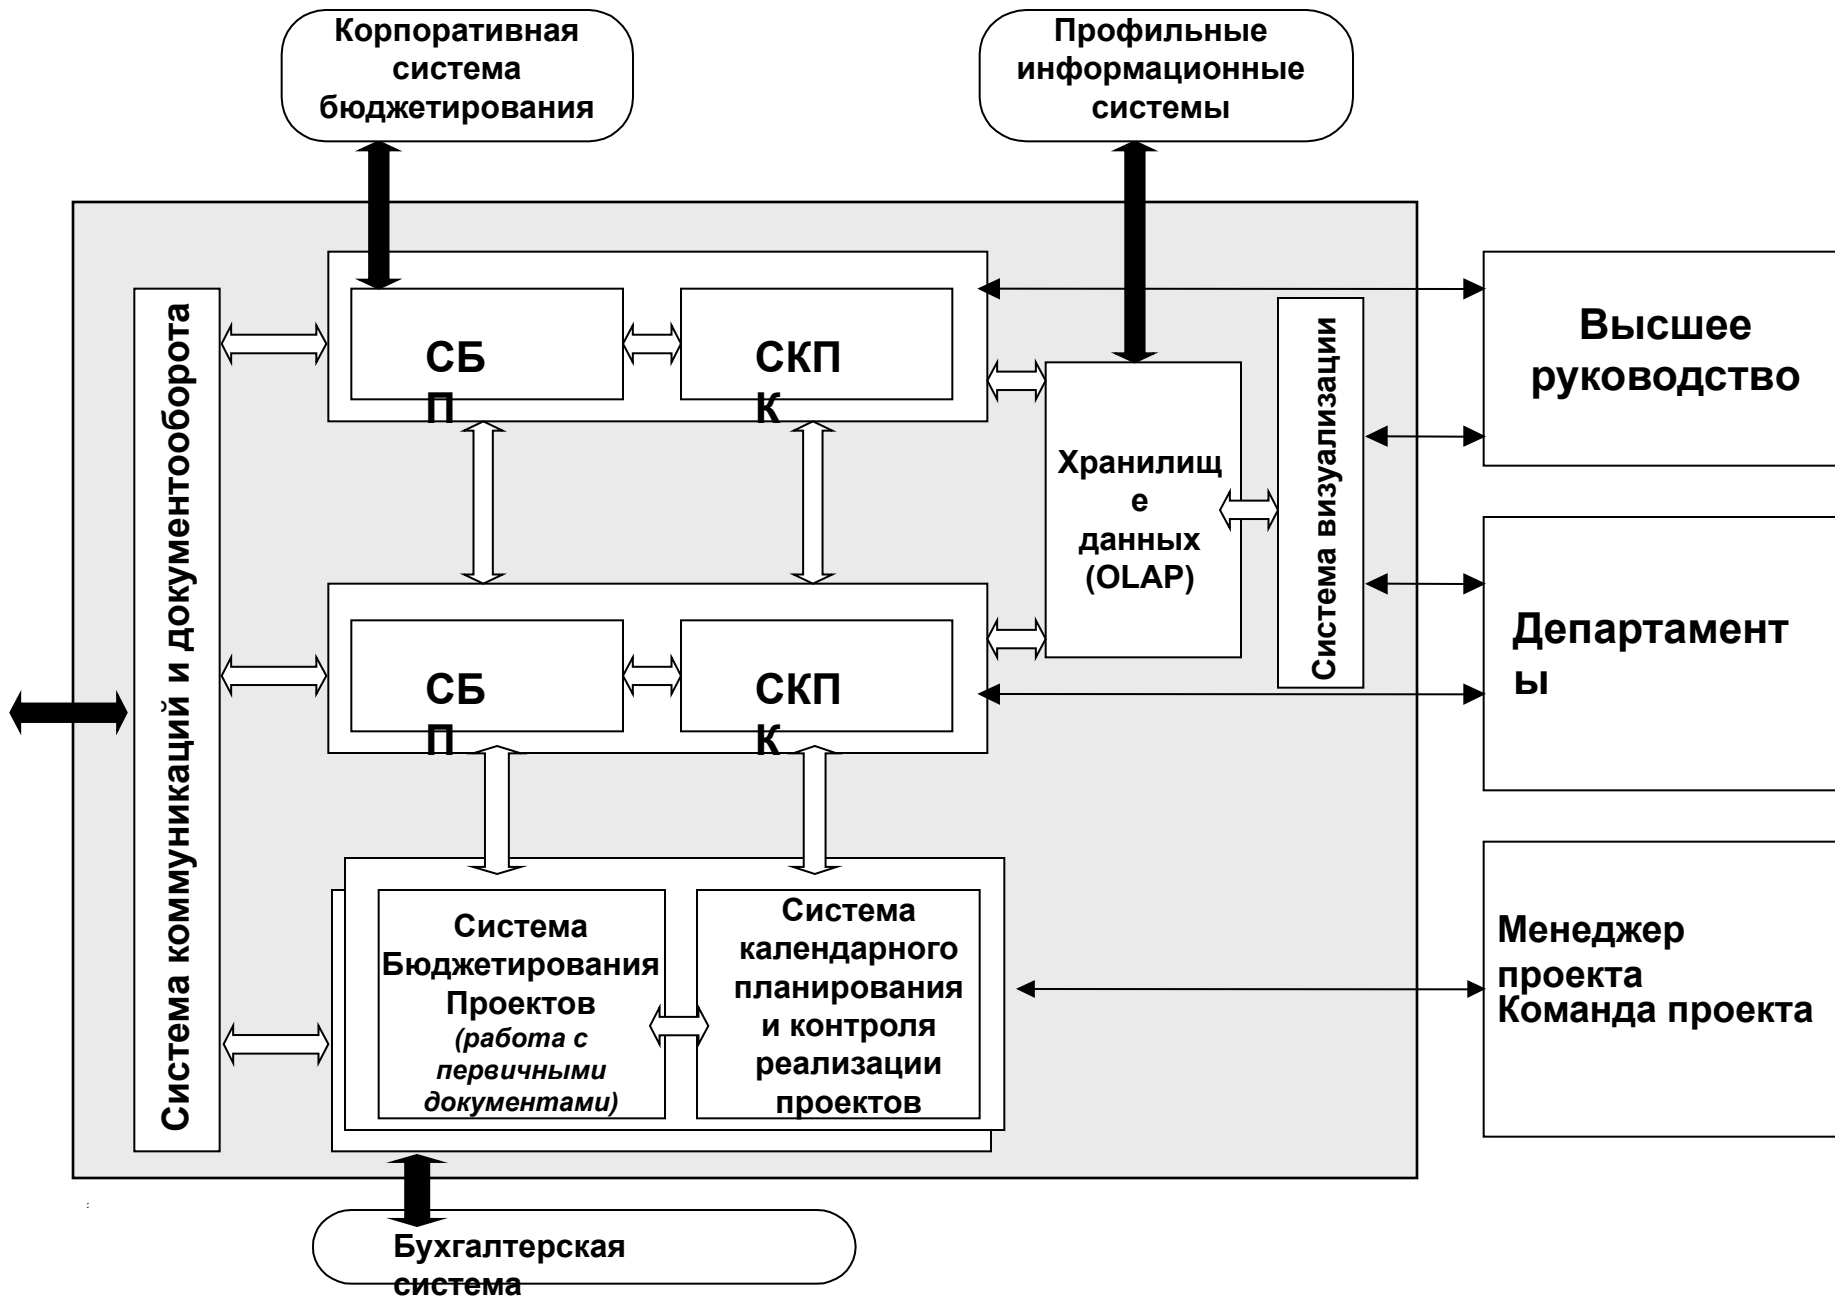 Корпоративная
система
бюджетирования
Профильные
информационные
системы
Система коммуникаций и документооборота
СБ
П
СКП
К
Хранилищ
е
данных
(OLAP)
Система визуализации
Высшее
руководство
СБ
П
СКП
К
Департамент
ы
Система
Бюджетирования
Проектов
(работа с
первичными
документами)
Система
календарного
планирования
и контроля
реализации
проектов
Менеджер
проекта
Команда проекта
Бухгалтерская
система